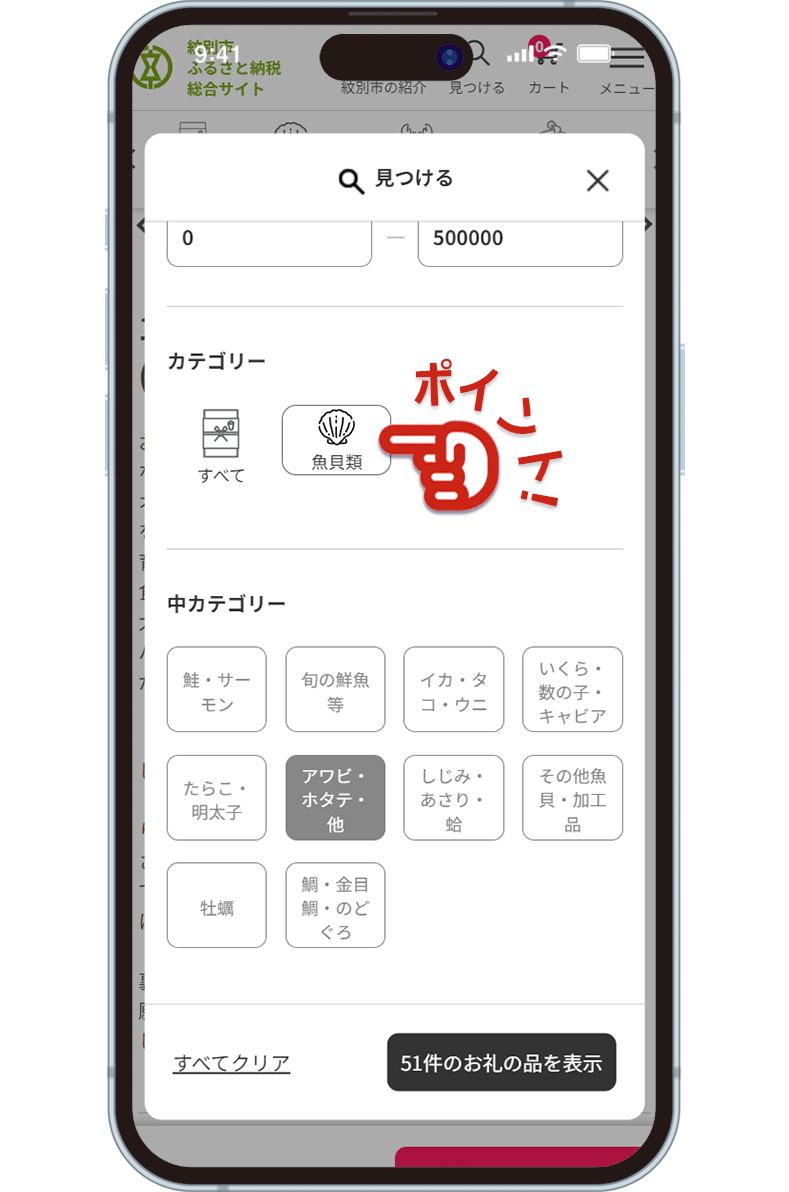 紋別市
9:41
ふるさと納税
総合サイト
0
紋別市の紹介
見つける
カート
メニュー
見つける
0
—
500000
カテゴリー
ポイント!
すべて
魚貝類
中カテゴリー
鮭・サー
モン
旬の鮮魚
等
イカ・タ
コ・ウニ
いくら・
数の子・
キャビア
たらこ・
明太子
アワビ・
ホタテ・
他
しじみ・
あさり・
蛤
その他魚
貝・加工
品
牡蠣
鯛・金目
鯛・のど
ぐろ
すべてクリア
51件のお礼の品を表示